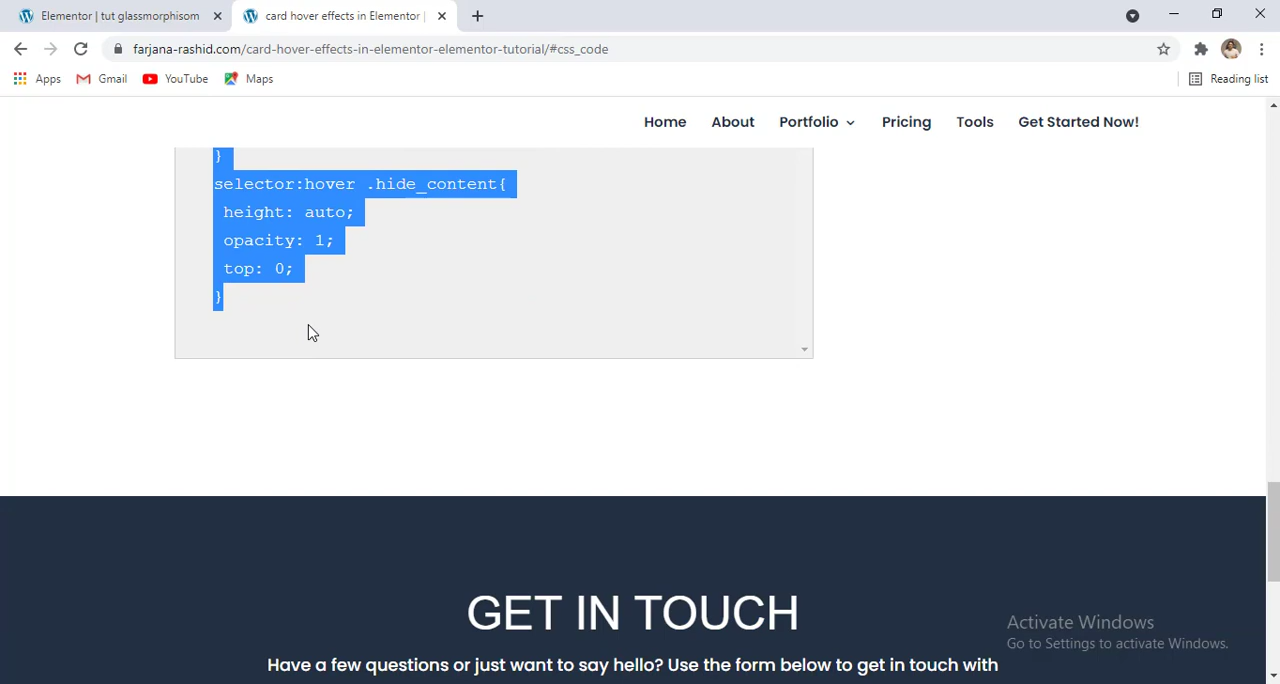 Elementor | tut glassmorphisom
card hover effects in Elementor |
farjana-rashid.com/card-hover-effects-in-elementor-elementor-tutorial/#css_code
Apps Gmail YouTube Maps Reading list
Home About Portfolio Pricing Tools Get Started Now!
}
selector:hover .hide_content{
height: auto;
opacity: 1;
top: 0;
}
GET IN TOUCH
Have a few questions or just want to say hello? Use the form below to get in touch with
Activate Windows
Go to Settings to activate Windows.